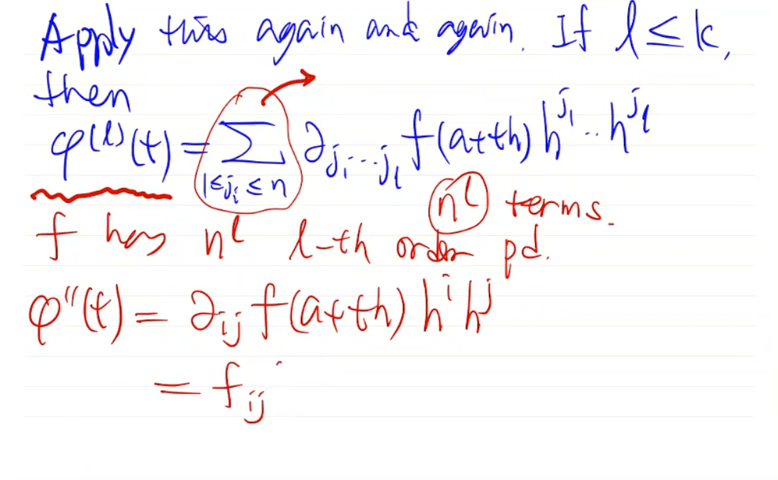 Apply this again and again. If l ≤ k,
then
φ^(l)(t) = Σ_{1≤j_i≤n} ∂_{j_1...j_l} f(a+th) h^{j_1}..h^{j_l}
n^l terms.
f has n^l l-th order pd.
φ''(t) = ∂_{ij} f(a+th) h^i h^j
= f_{ij}